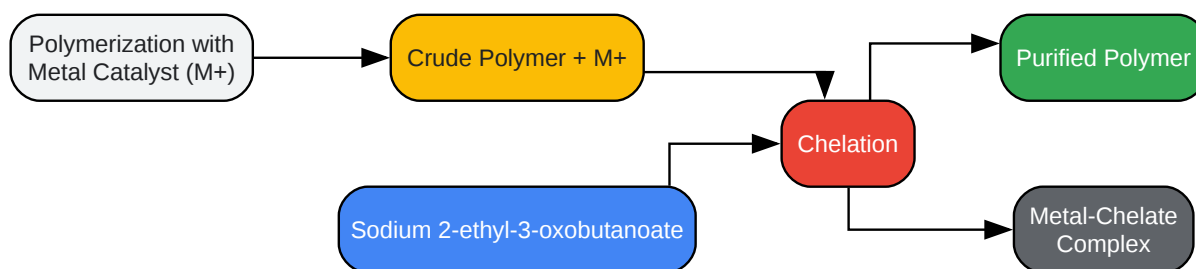 Polymerization with
Metal Catalyst (M+)
Crude Polymer + M+
Purified Polymer
Chelation
Sodium 2-ethyl-3-oxobutanoate
Metal-Chelate
Complex